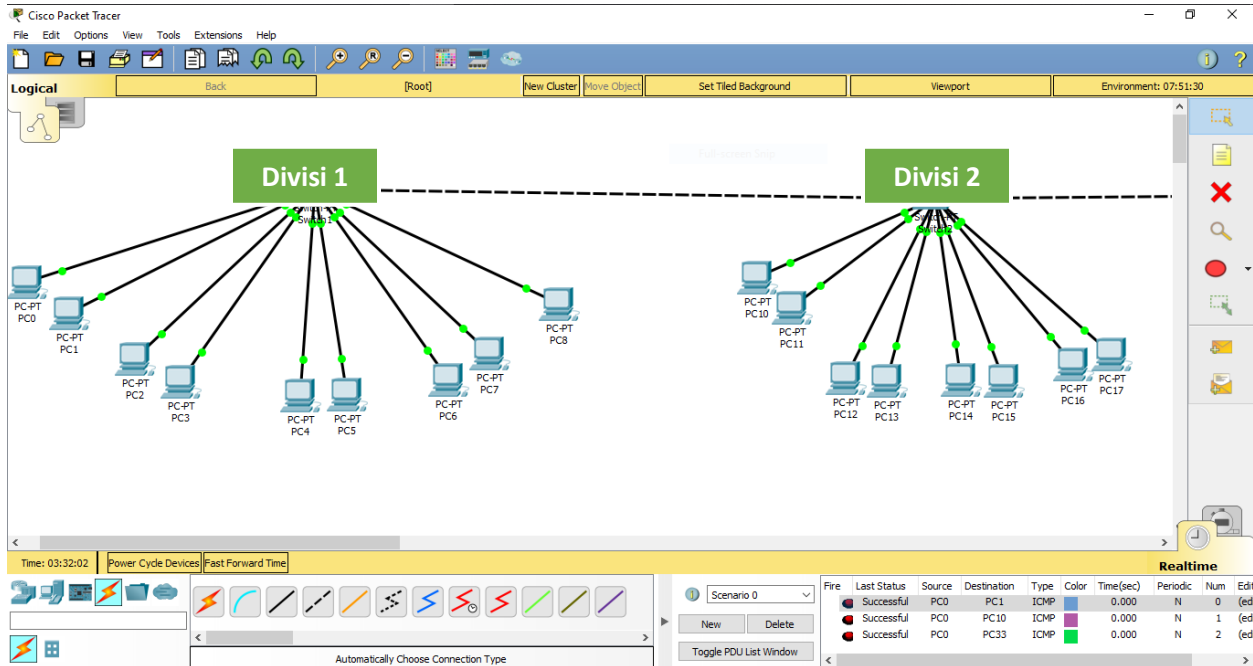 Cisco Packet Tracer
File Edit Options View Tools Extensions Help
Logical Back [Root] New Cluster Move Object Set Tiled Background Viewport Environment: 07:51:30
Divisi 1
Divisi 2
Switch1
Switch2
PC-PT
PC0
PC-PT
PC1
PC-PT
PC2
PC-PT
PC3
PC-PT
PC4
PC-PT
PC5
PC-PT
PC6
PC-PT
PC7
PC-PT
PC8
PC-PT
PC10
PC-PT
PC11
PC-PT
PC12
PC-PT
PC13
PC-PT
PC14
PC-PT
PC15
PC-PT
PC16
PC-PT
PC17
Time: 03:32:02 Power Cycle Devices Fast Forward Time
Realtime
Automatically Choose Connection Type
Scenario 0
New Delete
Toggle PDU List Window
Fire Last Status Source Destination Type Color Time(sec) Periodic Num Edit
Successful PC0 PC1 ICMP 0.000 N 0 (ed
Successful PC0 PC10 ICMP 0.000 N 1 (ed
Successful PC0 PC33 ICMP 0.000 N 2 (ed